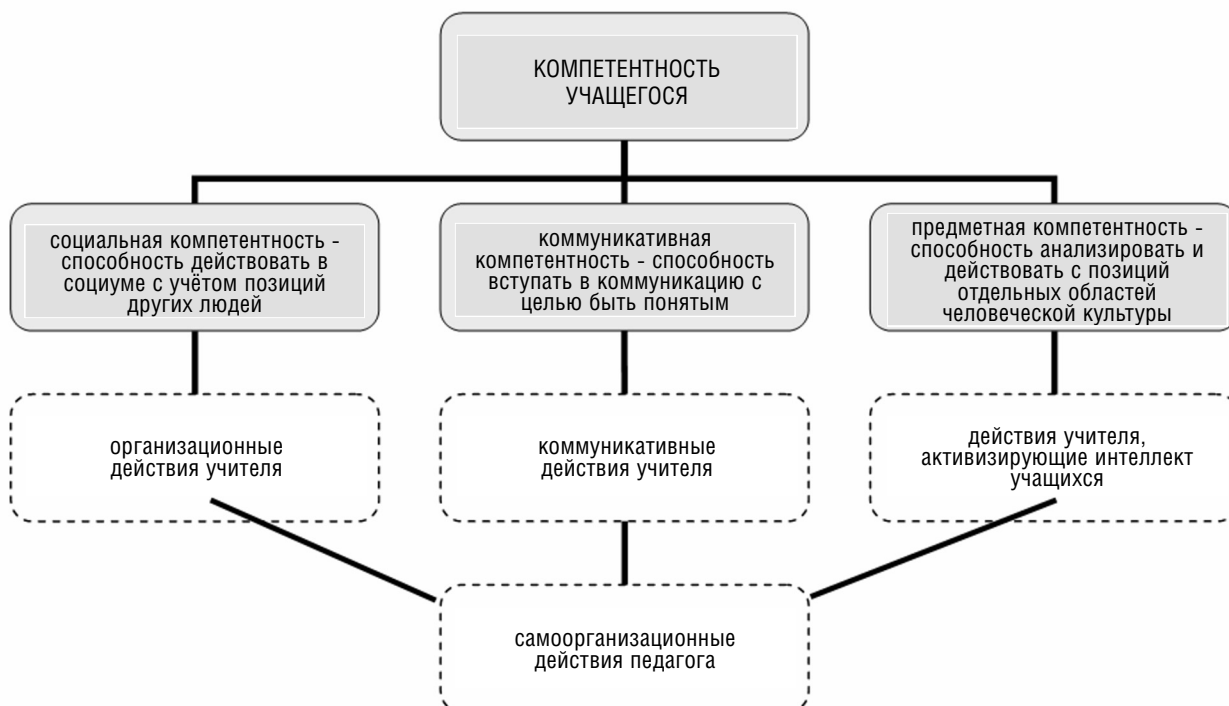 КОМПЕТЕНТНОСТЬ
УЧАЩЕГОСЯ
социальная компетентность -
способность действовать в
социуме с учётом позиций
других людей
коммуникативная
компетентность - способность
вступать в коммуникацию с
целью быть понятым
предметная компетентность -
способность анализировать и
действовать с позиций
отдельных областей
человеческой культуры
организационные
действия учителя
коммуникативные
действия учителя
действия учителя,
активизирующие интеллект
учащихся
самоорганизационные
действия педагога